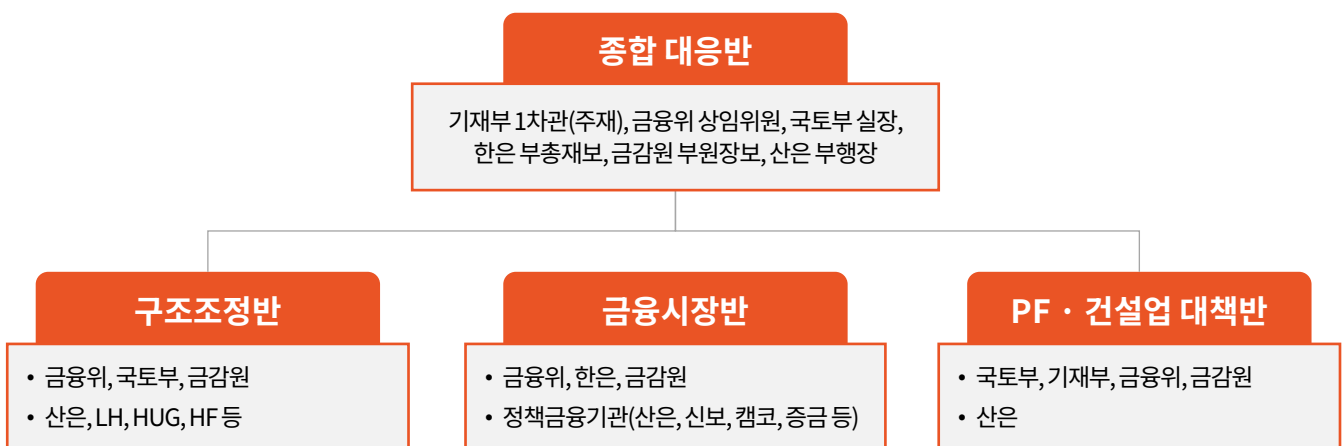 종합 대응반
기재부 1차관(주재), 금융위 상임위원, 국토부 실장,
한은 부총재보, 금감원 부원장보, 산은 부행장
구조조정반
• 금융위, 국토부, 금감원
• 산은, LH, HUG, HF 등
금융시장반
• 금융위, 한은, 금감원
• 정책금융기관(산은, 신보, 캠코, 증금 등)
PF · 건설업 대책반
• 국토부, 기재부, 금융위, 금감원
• 산은